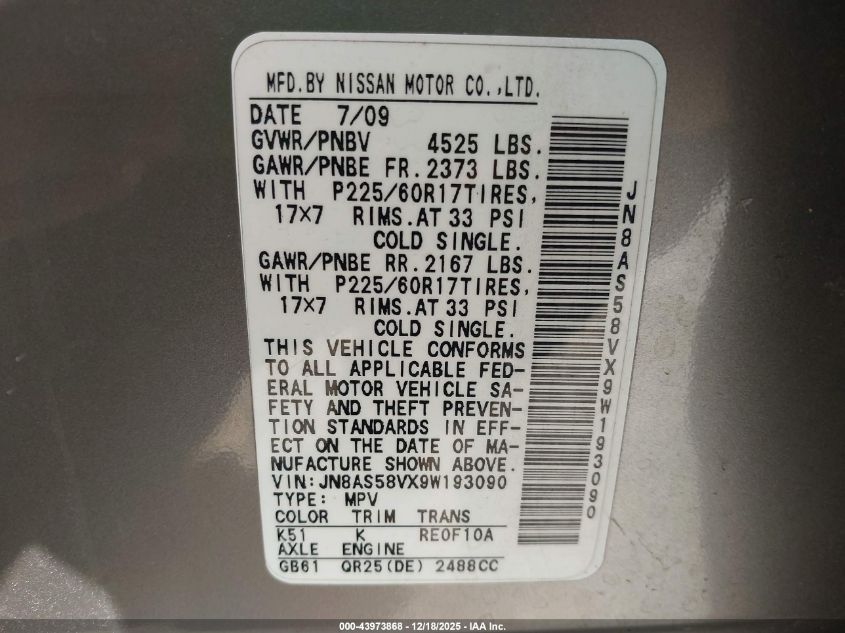 MFD.BY NISSAN MOTOR CO.,LTD.
DATE 7/09
GVWR/PNBV 4525 LBS.
GAWR/PNBE FR.2373 LBS.
WITH P225/60R17TIRES,
17×7 RIMS.AT 33 PSI
COLD SINGLE.
GAWR/PNBE RR.2167 LBS.
WITH P225/60R17TIRES,
17×7 RIMS.AT 33 PSI
COLD SINGLE.
THIS VEHICLE CONFORMS
TO ALL APPLICABLE FED-
ERAL MOTOR VEHICLE SA-
FETY AND THEFT PREVEN-
TION STANDARDS IN EFF-
ECT ON THE DATE OF MA-
NUFACTURE SHOWN ABOVE.
VIN:JN8AS58VX9W193090
TYPE: MPV
COLOR TRIM TRANS
K51 K RE0F10A
AXLE ENGINE
GB61 QR25(DE) 2488CC
JN8AS58VX9W193090
000-43973868 - 12/18/2025 - IAA Inc.